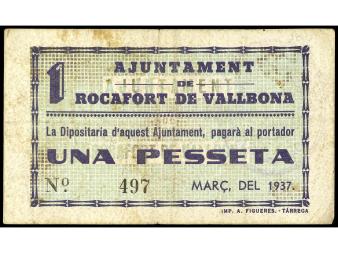 1 AJUNTAMENT
DE
ROCAFORT DE VALLBONA
La Dipositaria d'aquest Ajuntament, pagarà al portador
UNA PESSETA
Nº 497 MARÇ, DEL 1937.
IMP. A. FIGUERES. - TÀRREGA